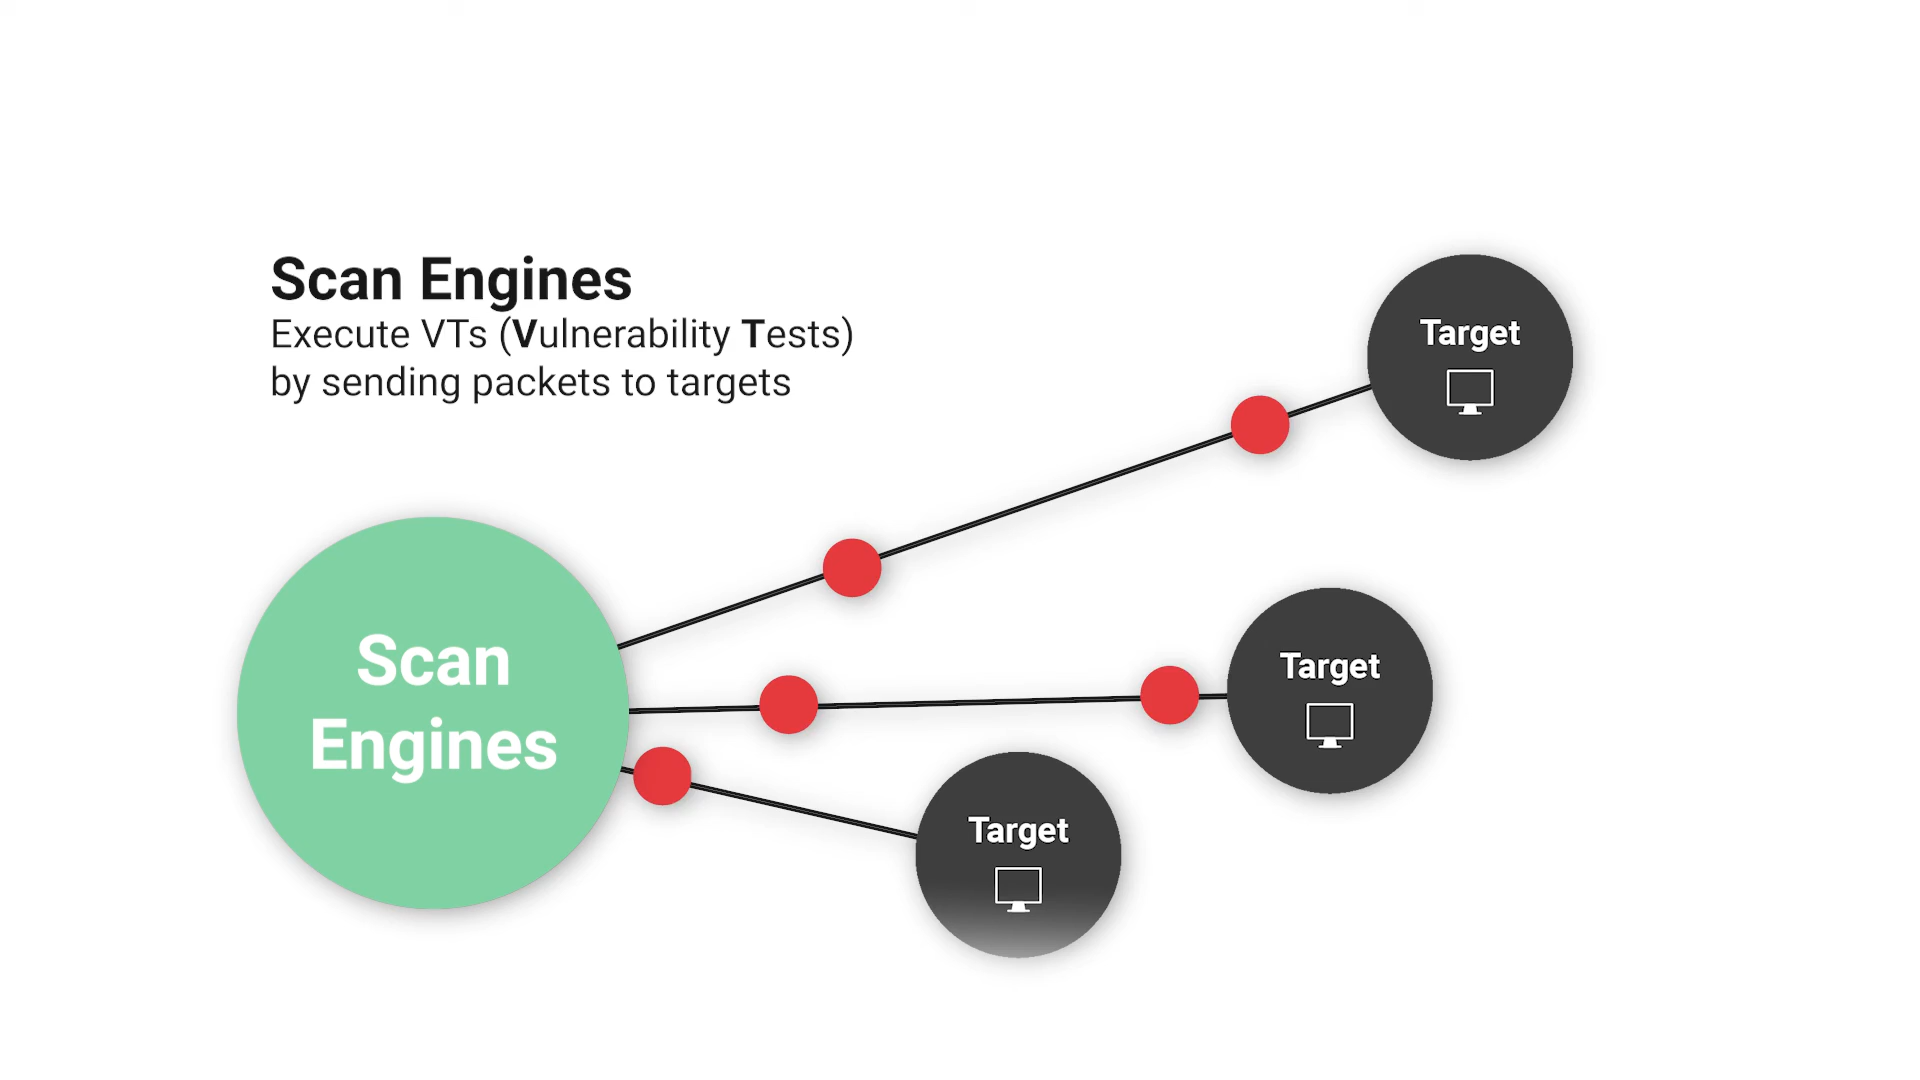 Scan Engines
Execute VTs (Vulnerability Tests)
by sending packets to targets
Target
Scan
Engines
Target
Target